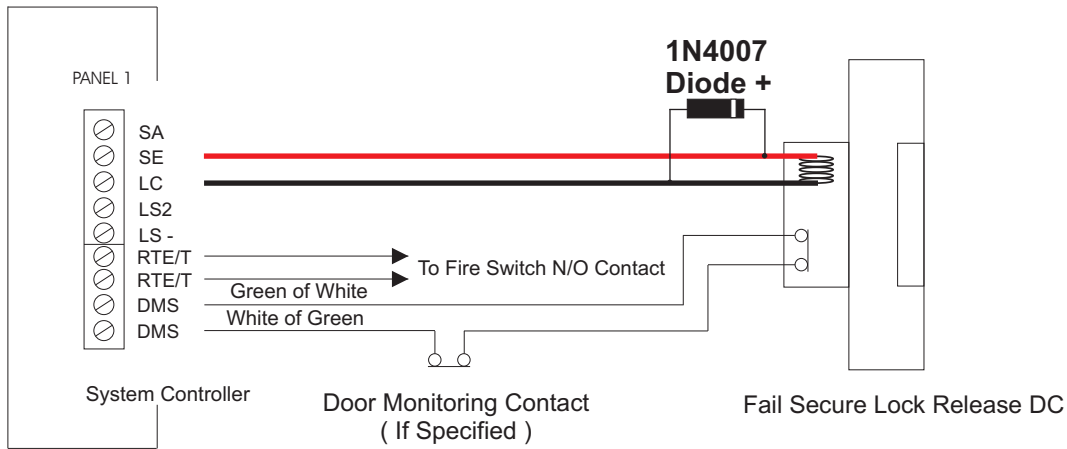 1N4007
Diode +
PANEL 1
SA
SE
LC
LS2
LS -
RTE/T
RTE/T
DMS
DMS
To Fire Switch N/O Contact
Green of White
White of Green
System Controller
Door Monitoring Contact
( If Specified )
Fail Secure Lock Release DC